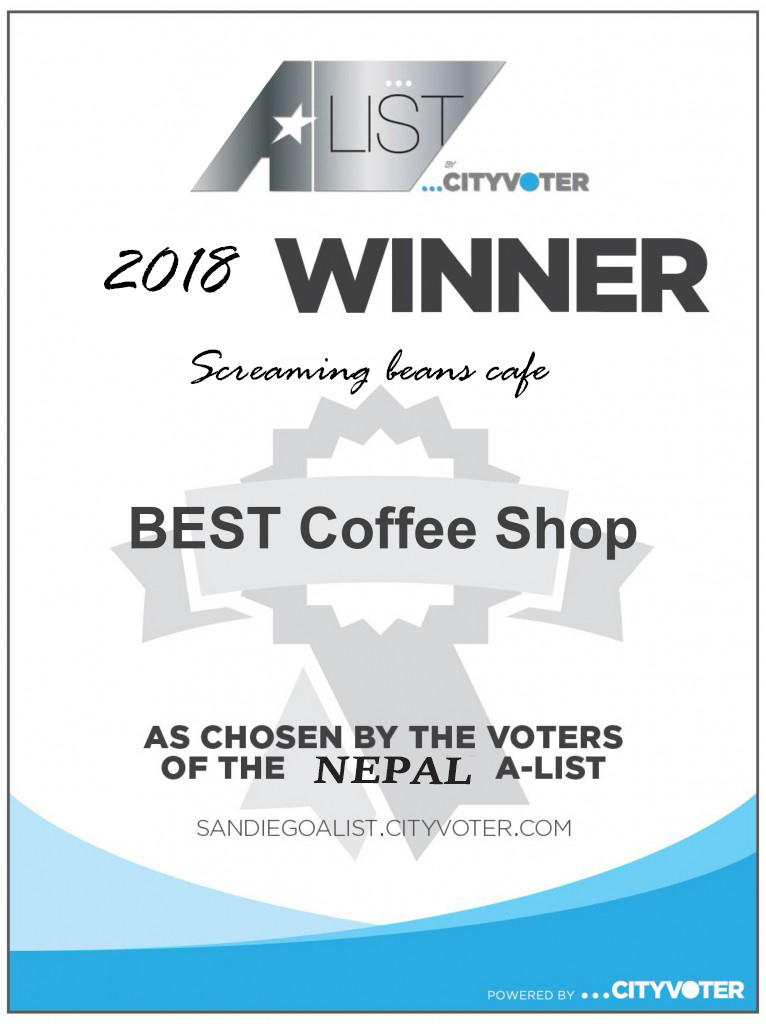 A LIST
BY
...CITYVOTER
2018 WINNER
Screaming beans cafe
BEST Coffee Shop
AS CHOSEN BY THE VOTERS
OF THE NEPAL A-LIST
SANDIEGOALIST.CITYVOTER.COM
POWERED BY ...CITYVOTER